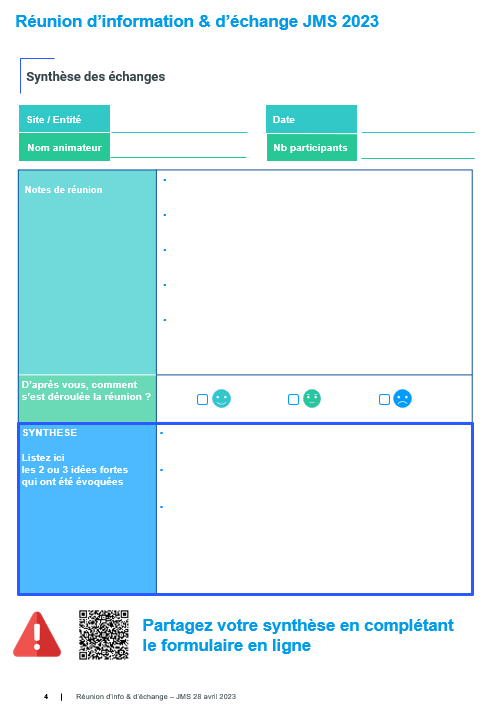 Réunion d’information & d’échange JMS 2023
Synthèse des échanges
Site / Entité
Date
Nom animateur
Nb participants
Notes de réunion
D’après vous, comment
s’est déroulée la réunion ?
SYNTHESE
Listez ici
les 2 ou 3 idées fortes
qui ont été évoquées
Partagez votre synthèse en complétant
le formulaire en ligne
4 | Réunion d’info & d’échange – JMS 28 avril 2023